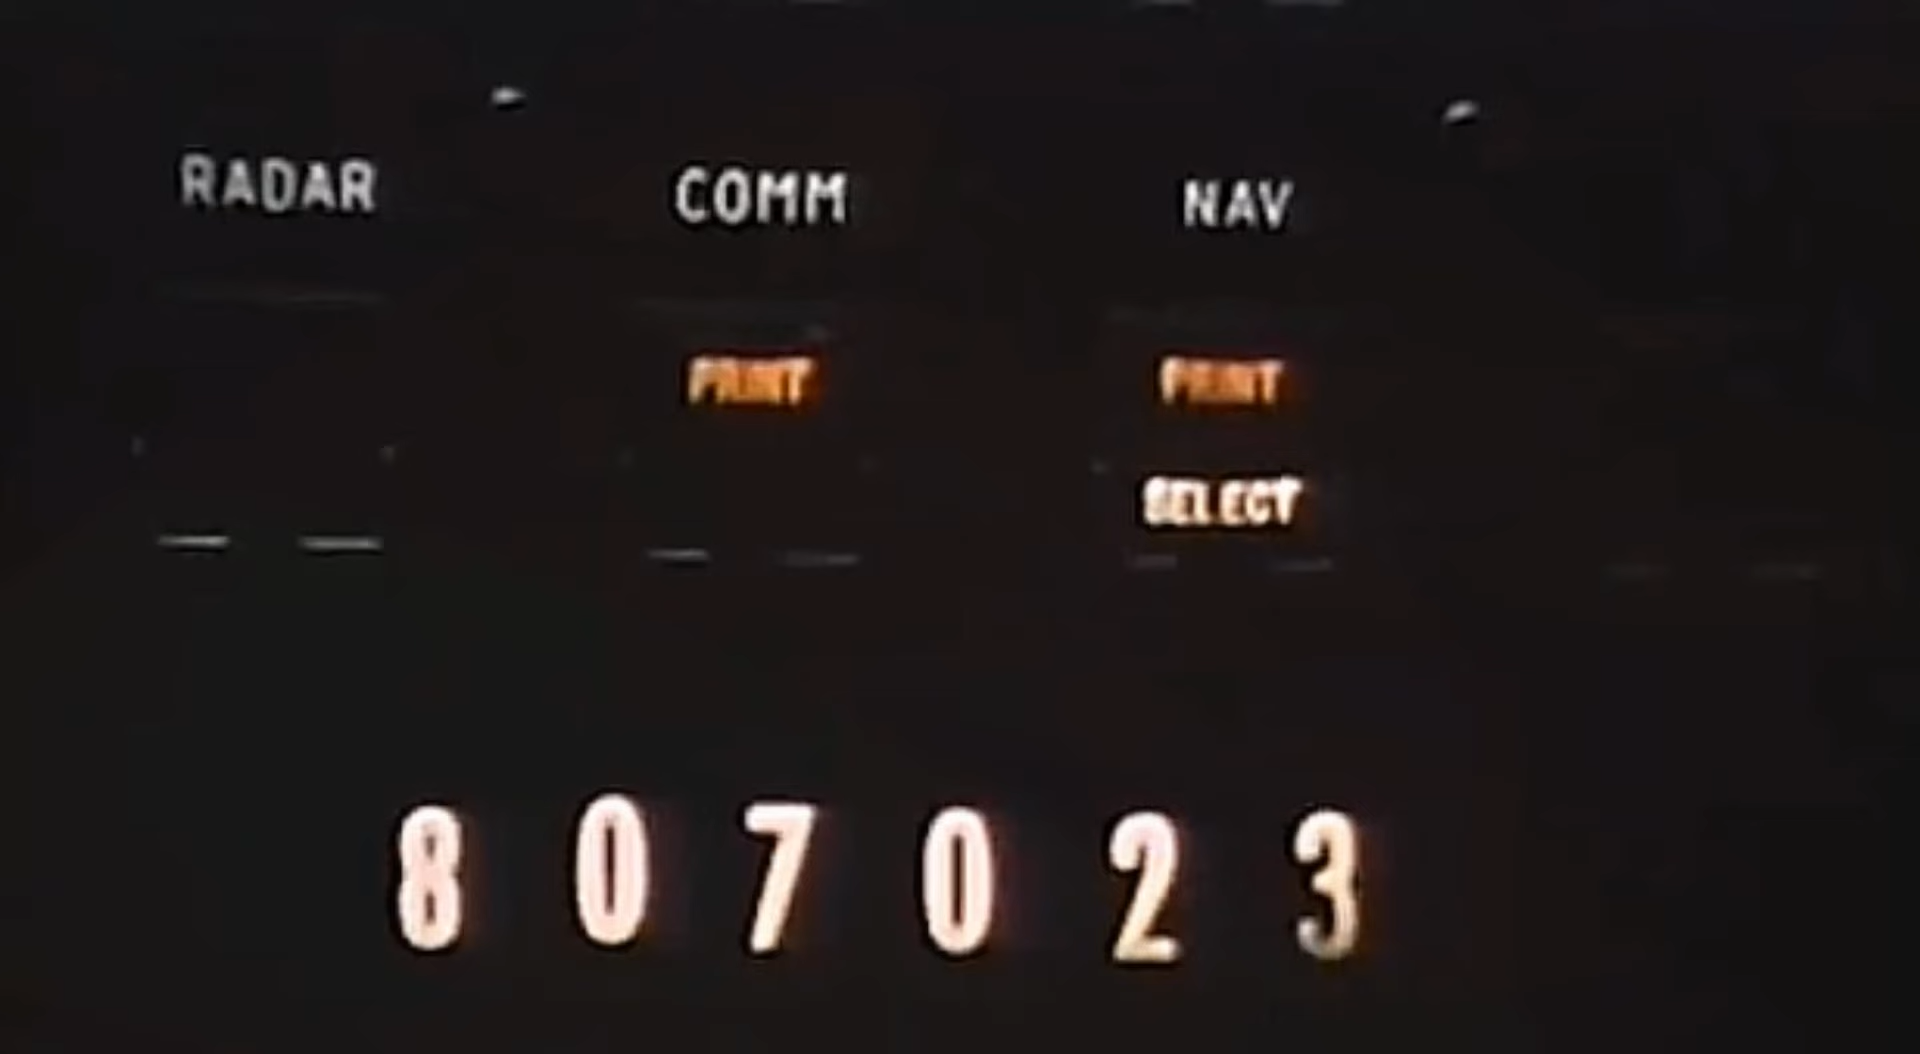 RADAR COMM NAV
PRINT PRINT
SELECT
8 0 7 0 2 3